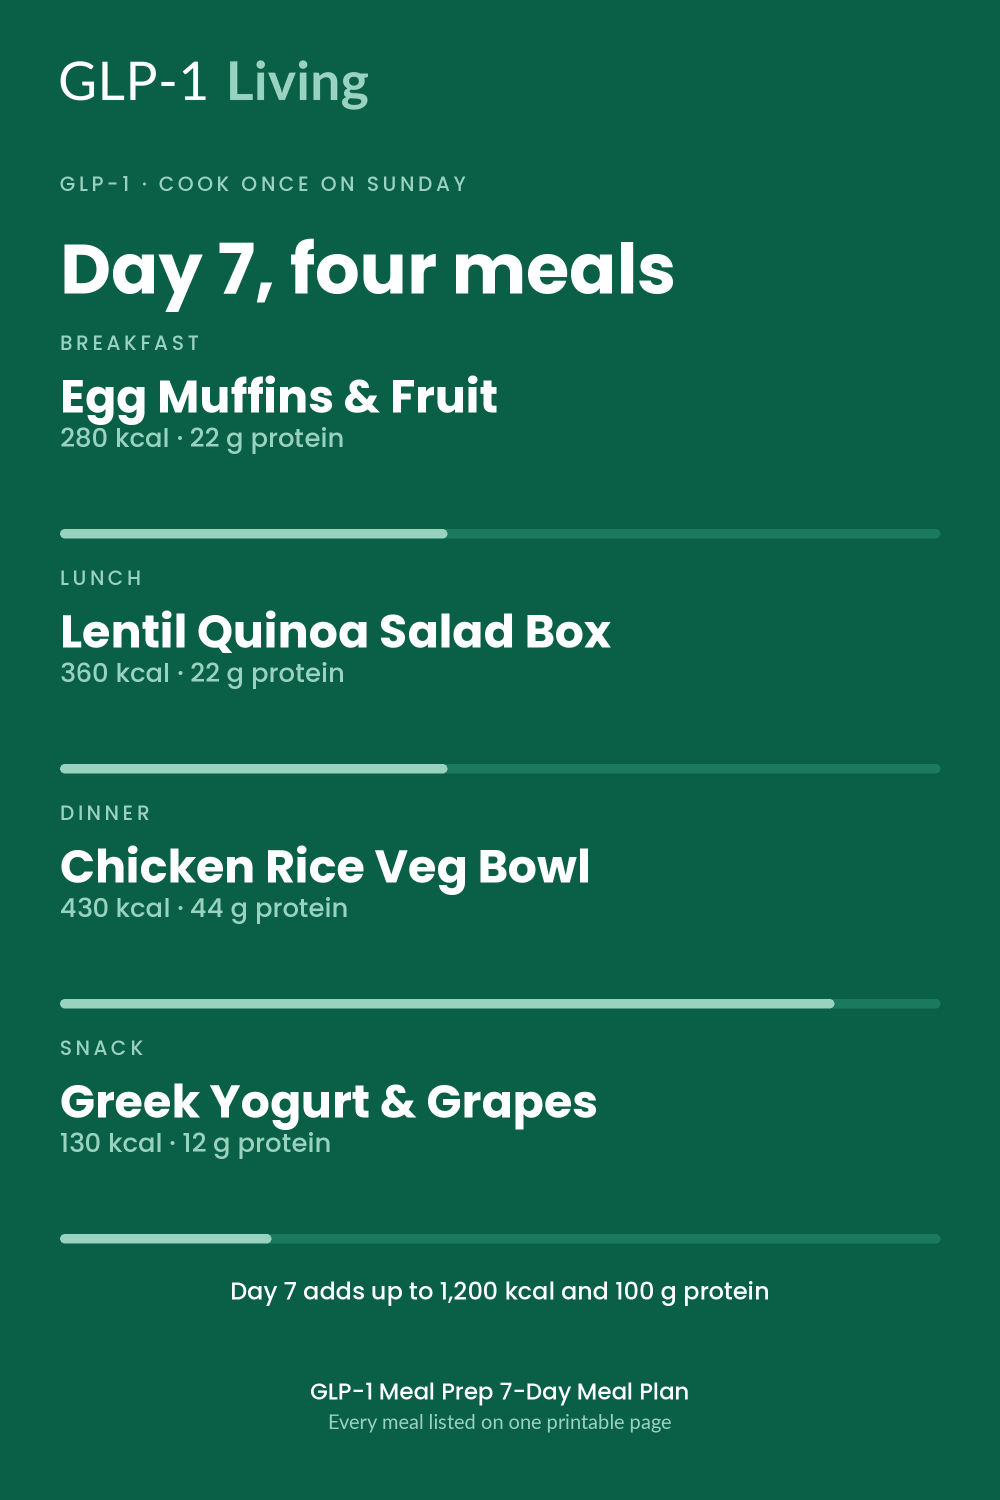 GLP-1 Living
GLP-1 · COOK ONCE ON SUNDAY
Day 7, four meals
BREAKFAST
Egg Muffins & Fruit
280 kcal · 22 g protein
LUNCH
Lentil Quinoa Salad Box
360 kcal · 22 g protein
DINNER
Chicken Rice Veg Bowl
430 kcal · 44 g protein
SNACK
Greek Yogurt & Grapes
130 kcal · 12 g protein
Day 7 adds up to 1,200 kcal and 100 g protein
GLP-1 Meal Prep 7-Day Meal Plan
Every meal listed on one printable page